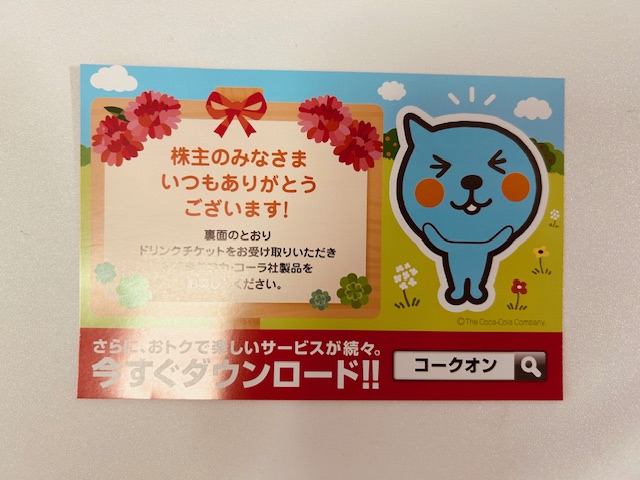 株主のみなさま
いつもありがとう
ございます!
裏面のとおり
ドリンクチケットをお受け取りいただき
コカ・コーラ社製品を
ください。
©The Coca-Cola Company.
さらに、おトクで楽しいサービスが続々。
今すぐダウンロード!!
コークオン